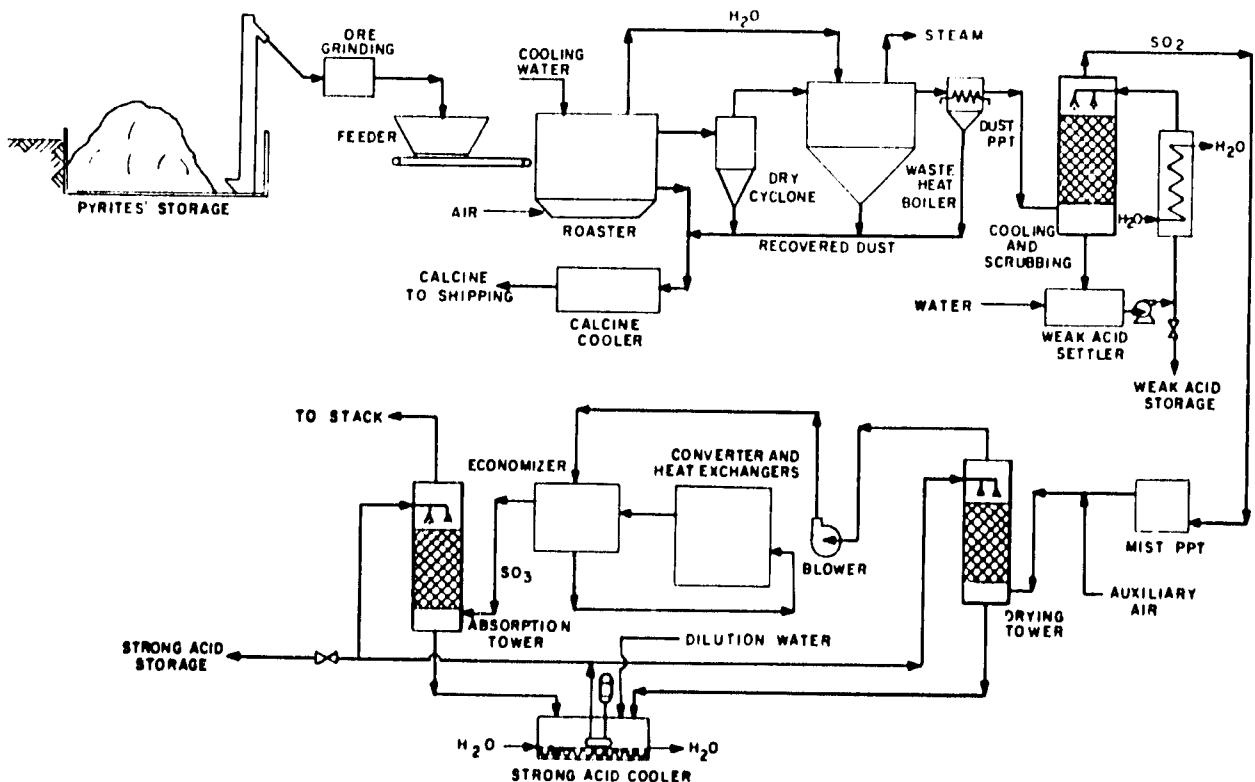 ORE
GRINDING
H2O
STEAM
SO2
COOLING
WATER
FEEDER
DUST
PPT
H2O
DRY
CYCLONE
WASTE
HEAT
BOILER
PYRITES' STORAGE
AIR
ROASTER
H2O
RECOVERED DUST
COOLING
AND
SCRUBBING
CALCINE
TO SHIPPING
CALCINE
COOLER
WATER
WEAK ACID
SETTLER
WEAK ACID
STORAGE
TO STACK
ECONOMIZER
CONVERTER AND
HEAT EXCHANGERS
MIST PPT
BLOWER
SO3
AUXILIARY
AIR
ABSORPTION
TOWER
DRYING
TOWER
DILUTION WATER
STRONG ACID
STORAGE
H2O
H2O
STRONG ACID COOLER